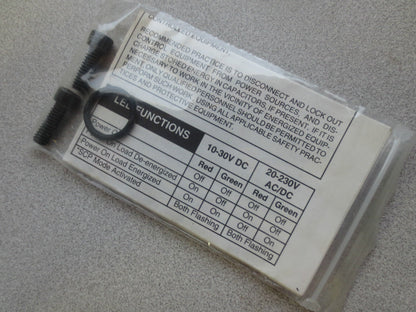 CONTROLLED EQUIPMENT.
RECOMMENDED PRACTICE IS TO DISCONNECT AND LOCK OUT
CONTROL EQUIPMENT FROM POWER SOURCES, AND DIS-
CHARGE STORED ENERGY IN CAPACITORS, IF PRESENT. IF IT IS
NECESSARY TO WORK IN THE VICINITY OF ENERGIZED EQUIP-
MENT, ONLY QUALIFIED PERSONNEL SHOULD BE PERMITTED TO
PERFORM SUCH WORK, USING ALL APPLICABLE SAFETY PRAC-
TICES AND PROTECTIVE EQUIPMENT.
LED FUNCTIONS 10-30V DC 20-230V AC/DC
Red Green Red Green
Power On Load De-energized Off Off Off Off
Power On Load Energized On On On On
*SCP Mode Activated Both Flashing Both Flashing